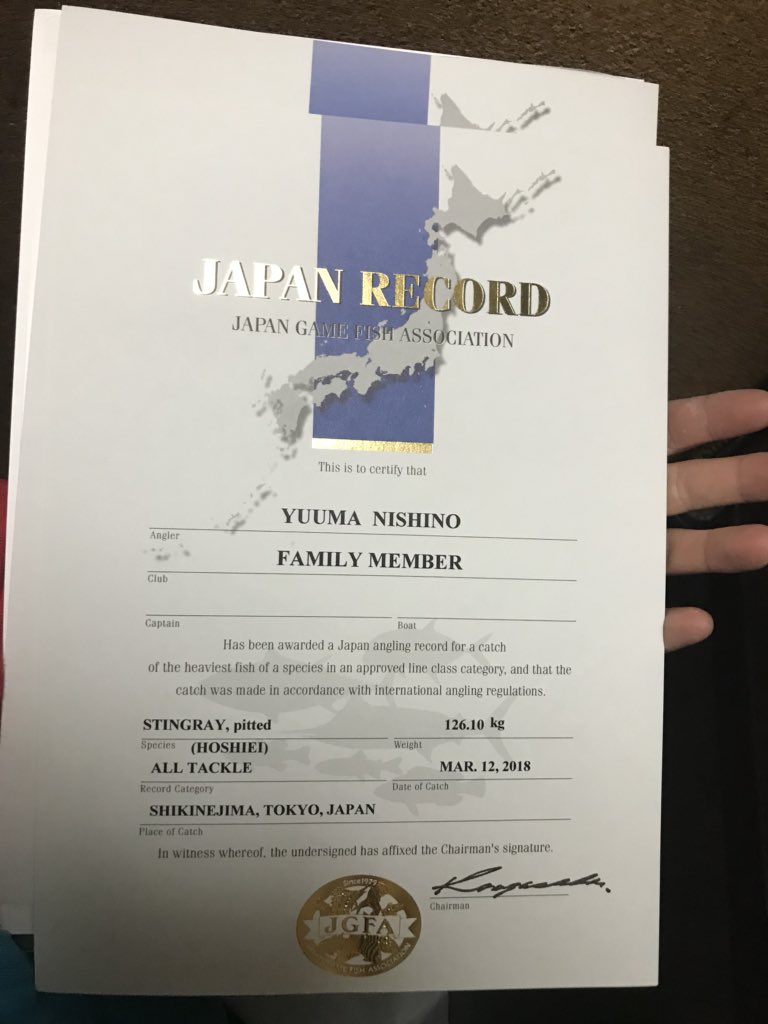 JAPAN RECORD
JAPAN GAME FISH ASSOCIATION
This is to certify that
YUUMA NISHINO
Angler
FAMILY MEMBER
Club
Captain Boat
Has been awarded a Japan angling record for a catch
of the heaviest fish of a species in an approved line class category, and that the
catch was made in accordance with international angling regulations.
STINGRAY, pitted 126.10 kg
Species (HOSHIEI) Weight
ALL TACKLE MAR. 12, 2018
Record Category Date of Catch
SHIKINEJIMA, TOKYO, JAPAN
Place of Catch
In witness whereof, the undersigned has affixed the Chairman's signature.
Chairman
Since1979
JGFA
GAME FISH ASSOCIATION